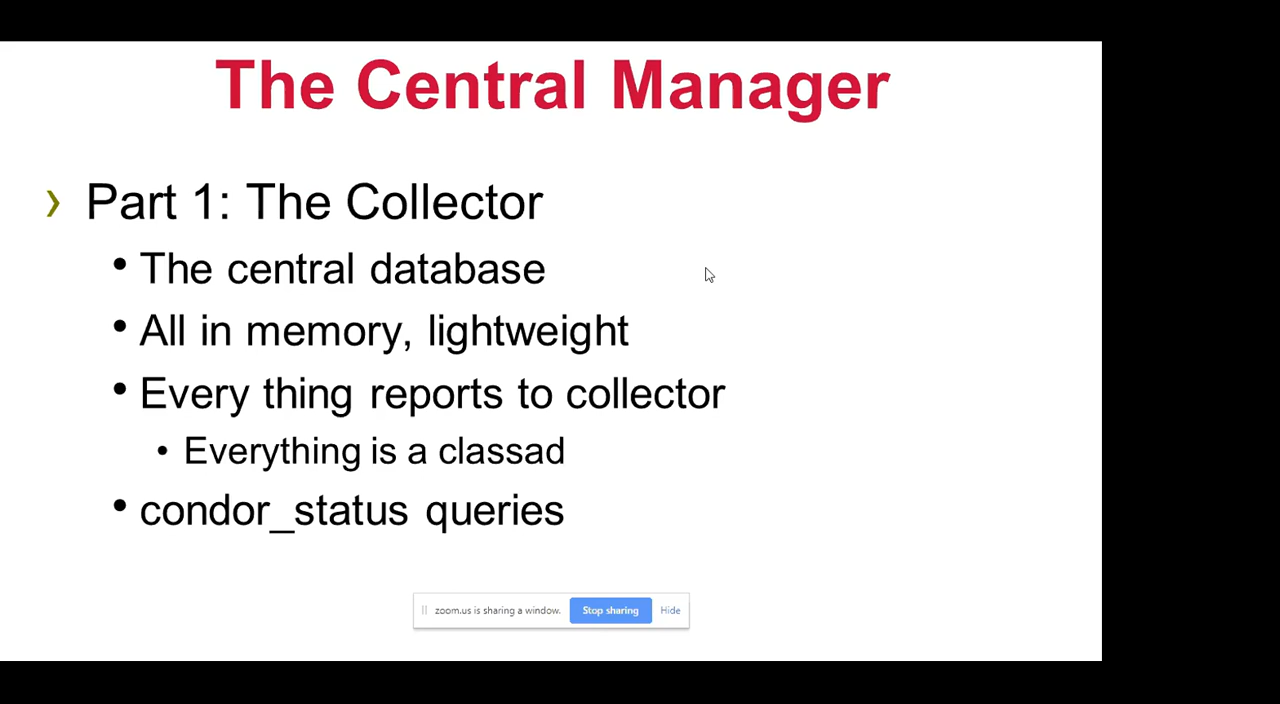 The Central Manager
› Part 1: The Collector
• The central database
• All in memory, lightweight
• Every thing reports to collector
• Everything is a classad
• condor_status queries
zoom.us is sharing a window. Stop sharing Hide